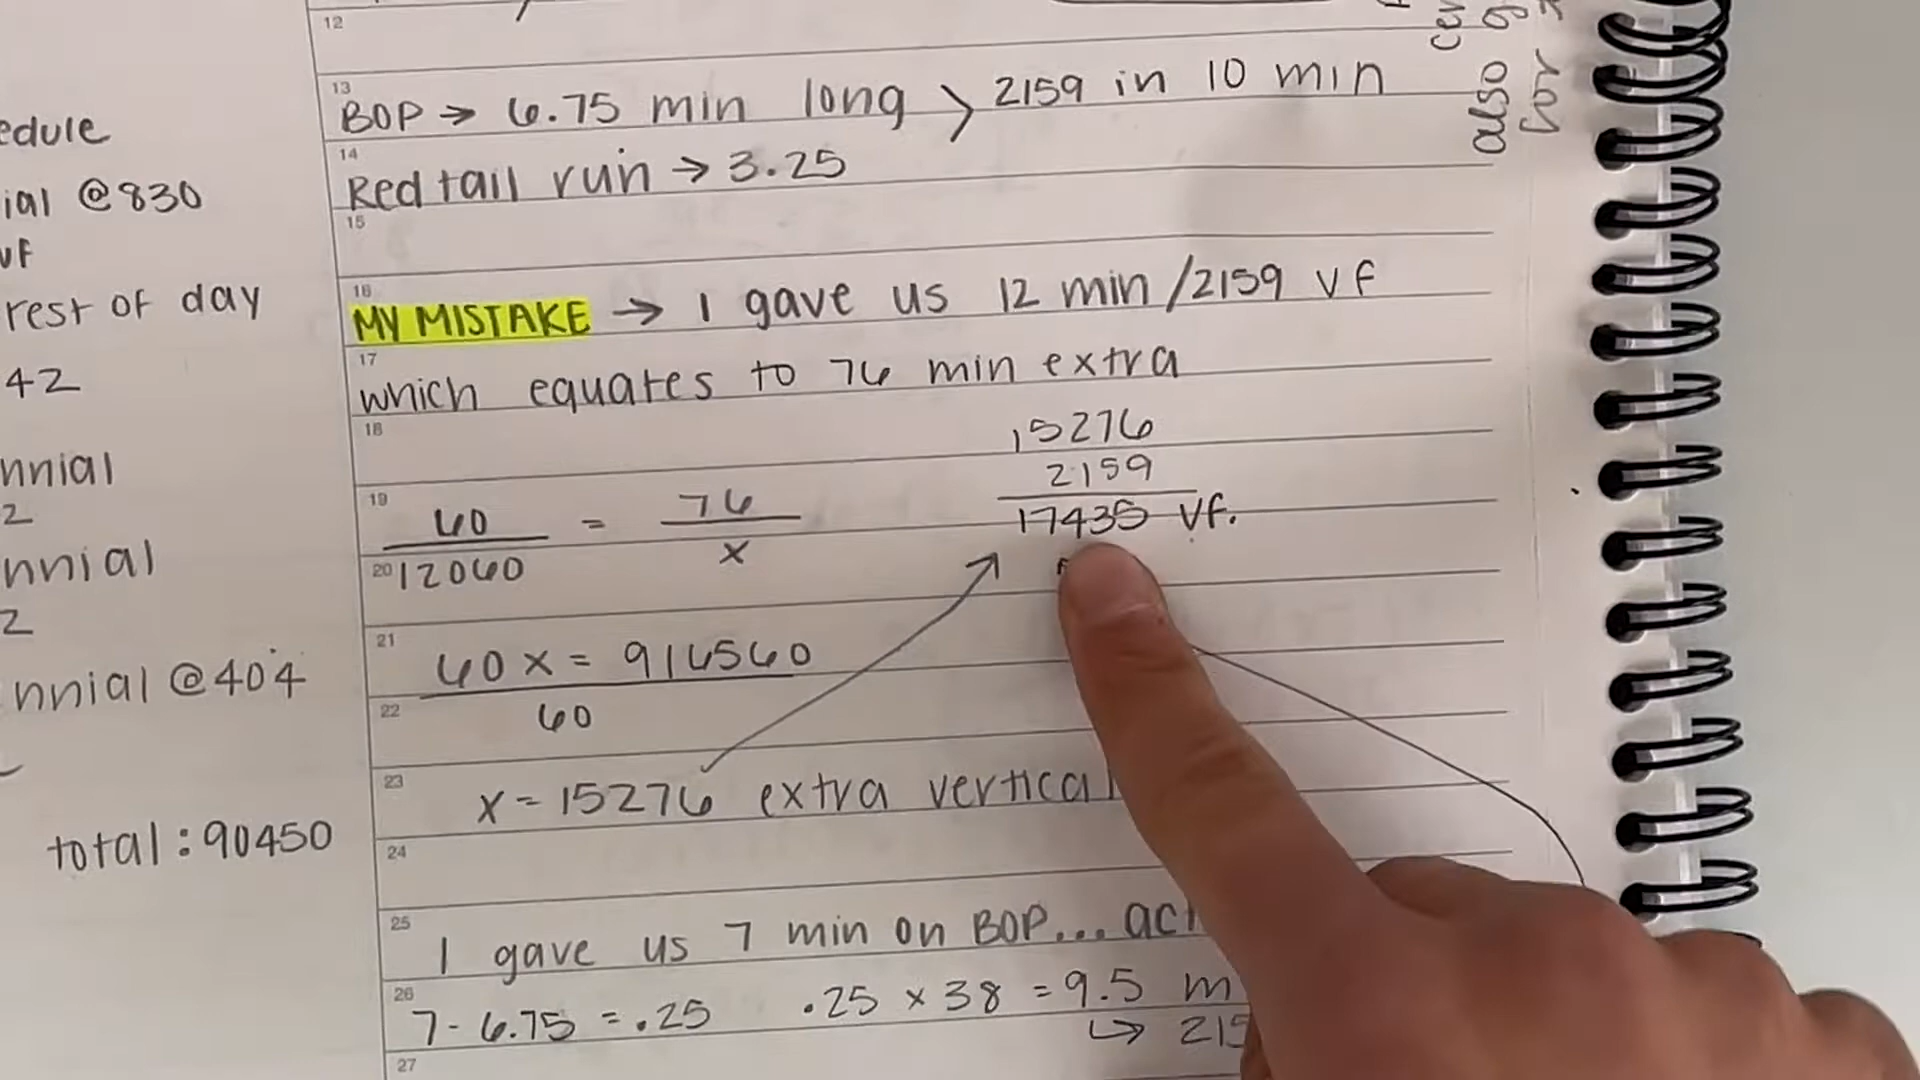 edule
ial @830
vf
rest of day
42
nnial
2
nnial
2
nnial @404
total: 90450
12
13
BOP → 6.75 min long > 2159 in 10 min
14
Red tail run → 3.25
15
16
MY MISTAKE → I gave us 12 min /2159 vf
17
which equates to 76 min extra
18
15276
2159
17435 vf.
19
60 = 76
20
12060 x
21
60x = 916560
22
60
23
x = 15276 extra vertical
24
25
I gave us 7 min on BOP...
26
7 - 6.75 = .25 .25 x 38 = 9.5 m
↳ 215
27
also
for